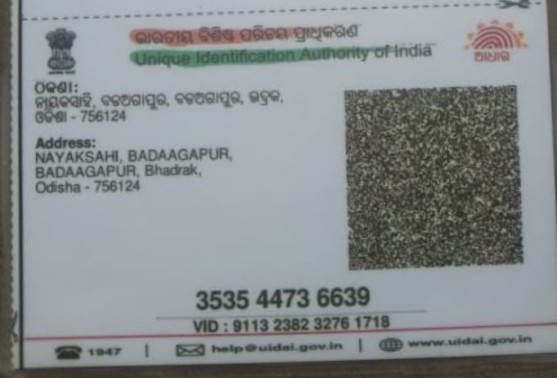 ଭାରତୀୟ ବିଶିଷ୍ଟ ପରିଚୟ ପ୍ରାଧିକରଣ
Unique Identification Authority of India
ଆଧାର
ଠିକଣା:
ନାୟକସାହି, ବଡଅଗାପୁର, ବଡଅଗାପୁର, ଭଦ୍ରକ,
ଓଡିଶା - 756124
Address:
NAYAKSAHI, BADAAGAPUR,
BADAAGAPUR, Bhadrak,
Odisha - 756124
3535 4473 6639
VID : 9113 2382 3276 1718
1947 | help@uidai.gov.in | www.uidai.gov.in